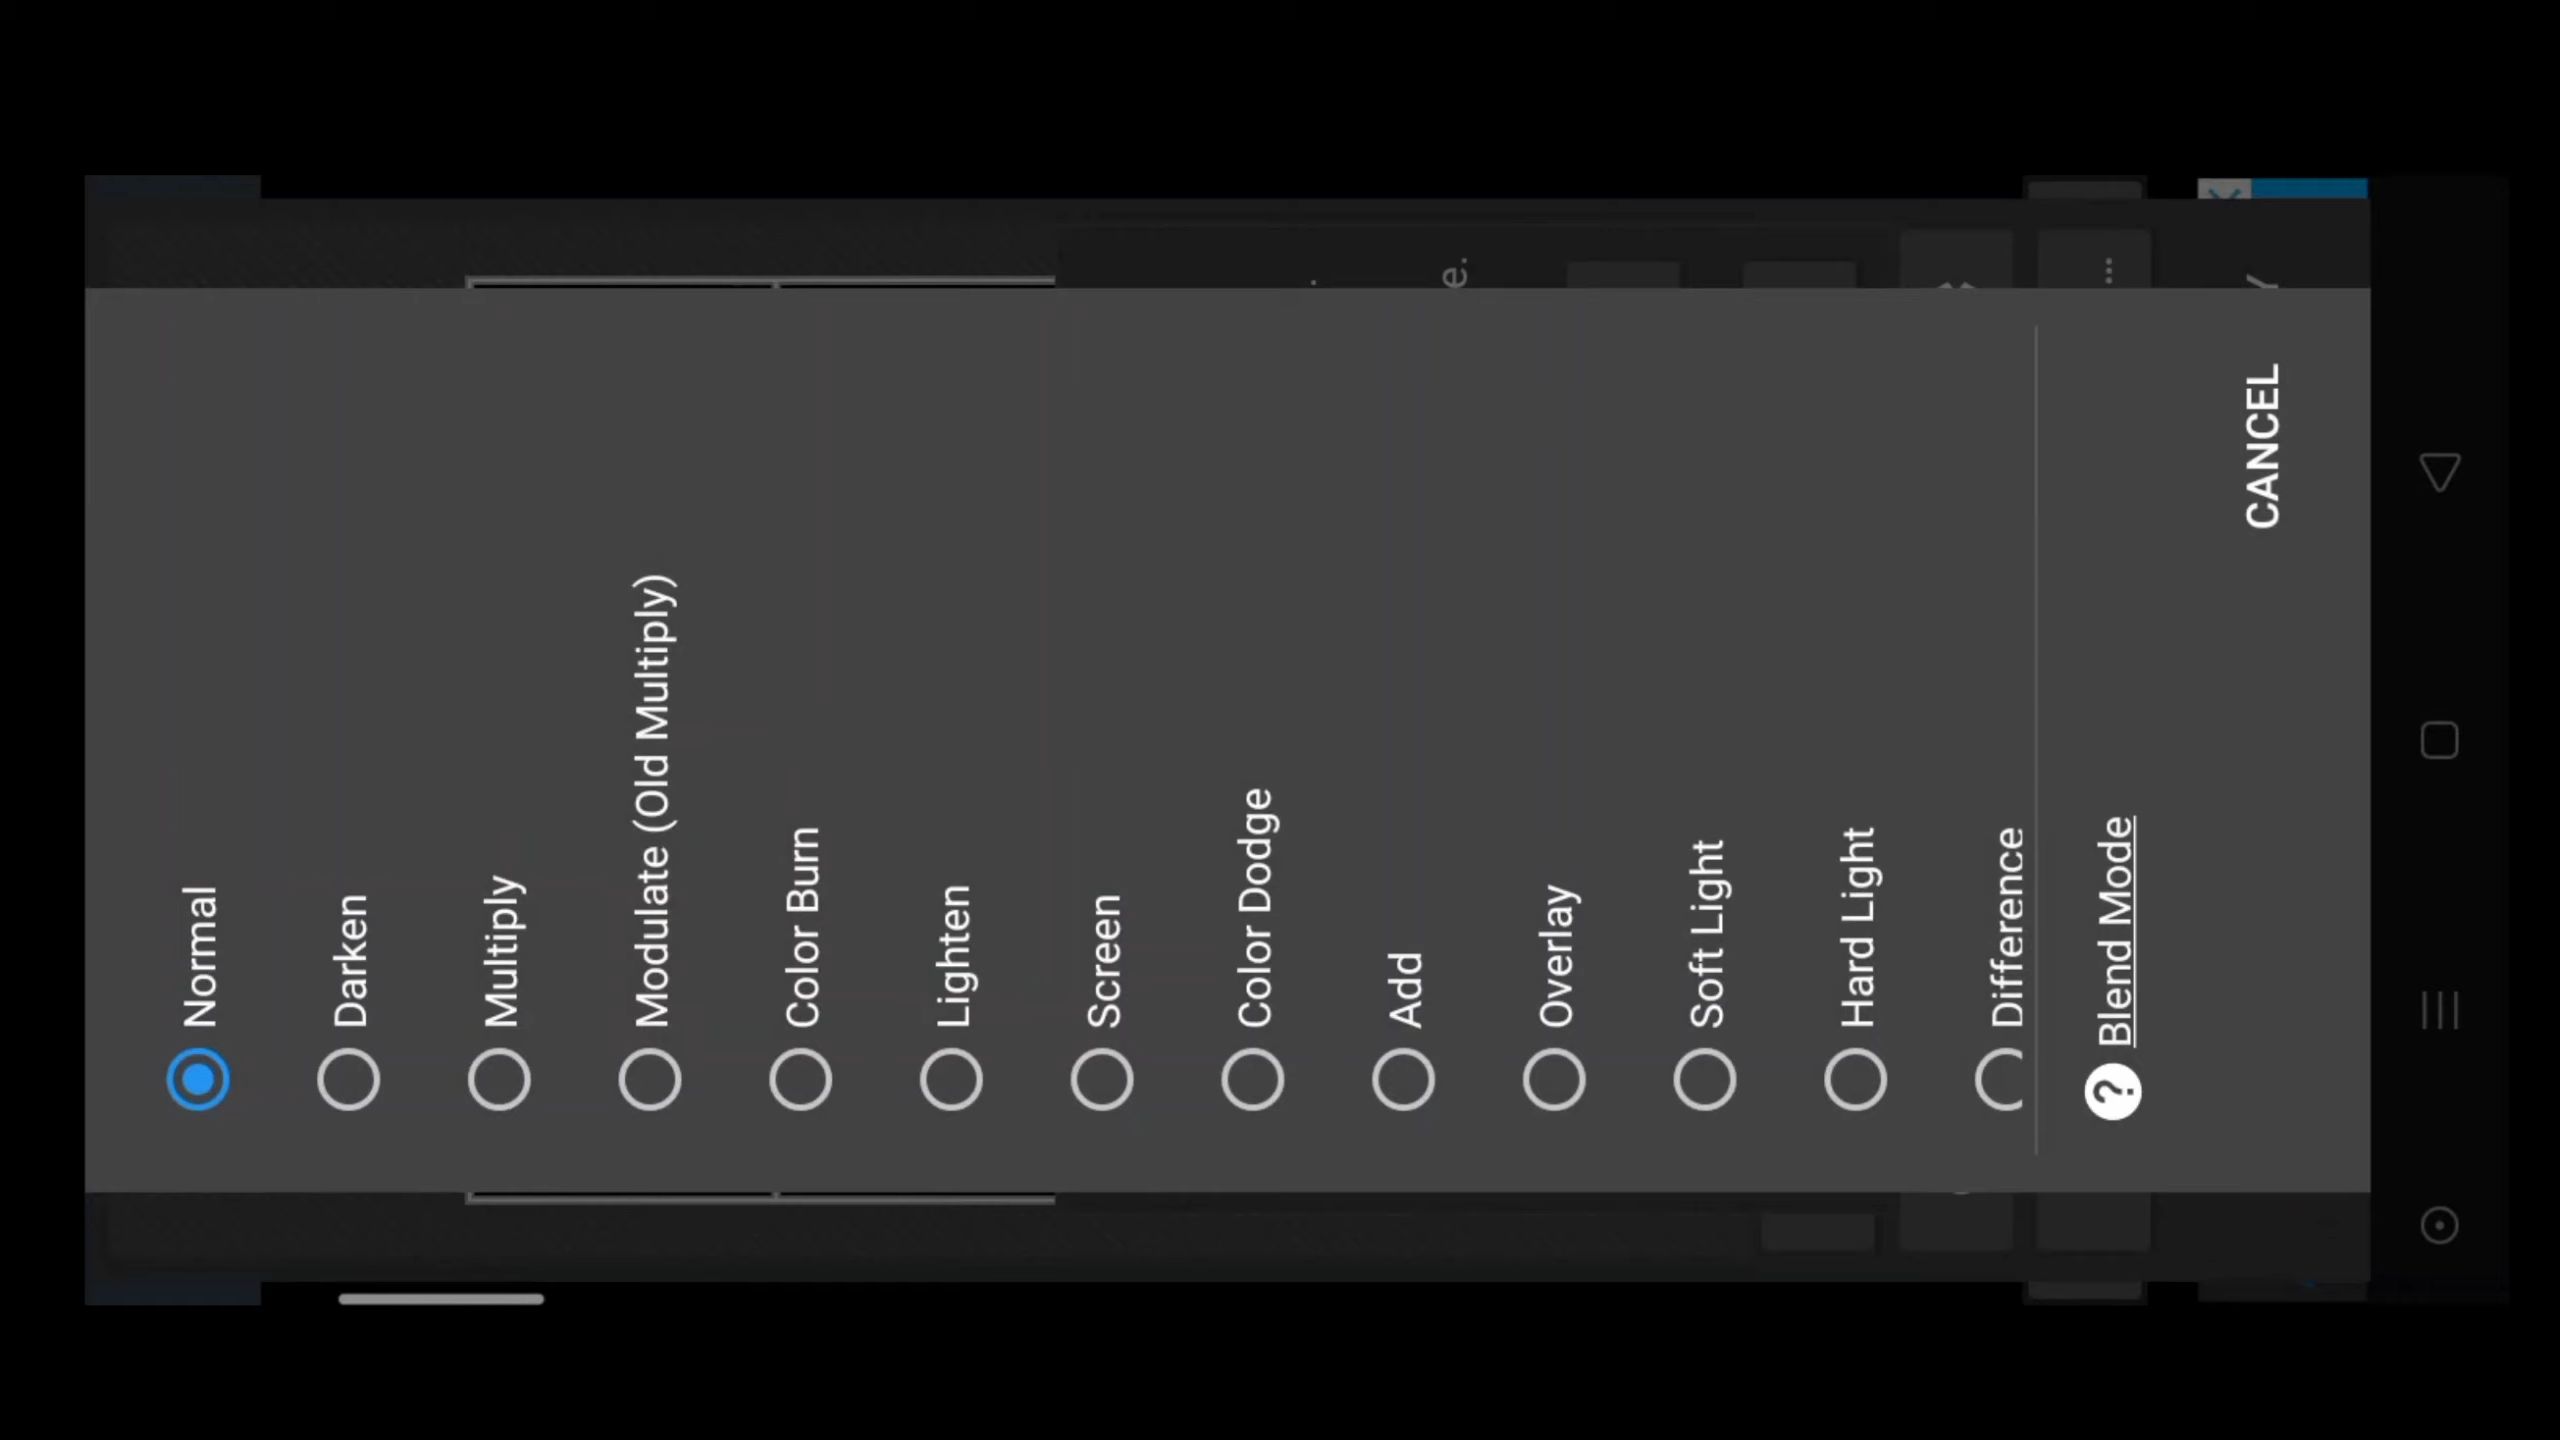 Normal
Darken
Multiply
Modulate (Old Multiply)
Color Burn
Lighten
Screen
Color Dodge
Add
Overlay
Soft Light
Hard Light
Difference
? Blend Mode
CANCEL